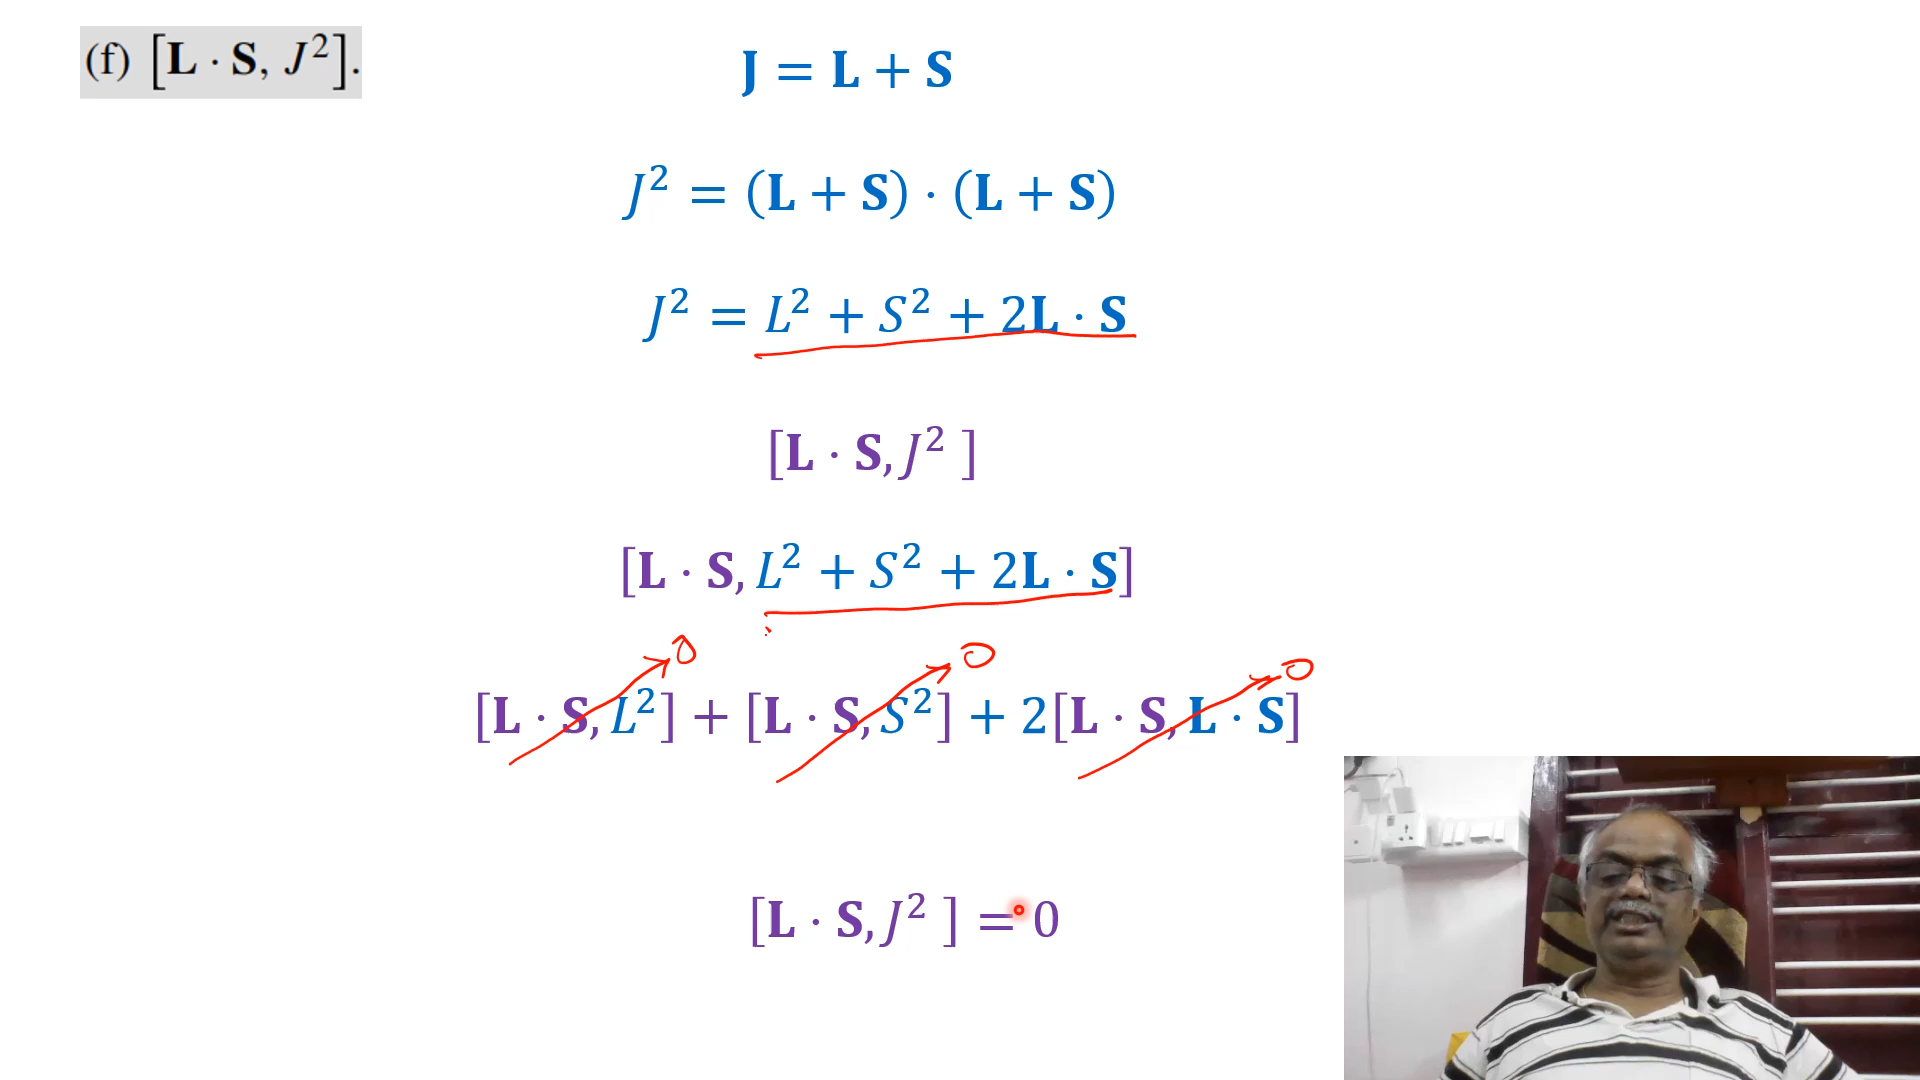 (f) [L · S, J²].
J = L + S
J² = (L + S) · (L + S)
J² = L² + S² + 2L · S
[L · S, J² ]
[L · S, L² + S² + 2L · S]
0 0 0
[L · S, L²] + [L · S, S²] + 2[L · S, L · S]
[L · S, J² ] = 0